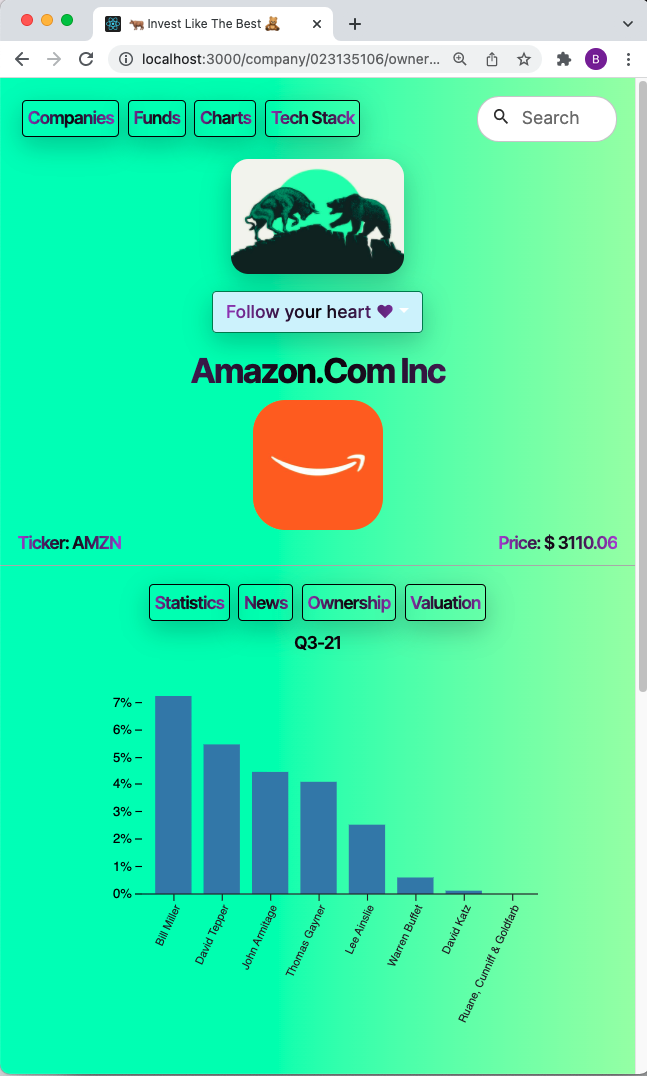 🐂 Invest Like The Best 🧸
localhost:3000/company/023135106/owner...
B
Companies Funds Charts Tech Stack Search
Follow your heart ♥
Amazon.Com Inc
Ticker: AMZN Price: $ 3110.06
Statistics News Ownership Valuation
Q3-21
7%
6%
5%
4%
3%
2%
1%
0%
Bill Miller
David Tepper
John Armitage
Thomas Gayner
Lee Ainslie
Warren Buffet
David Katz
Ruane, Cunniff & Goldfarb